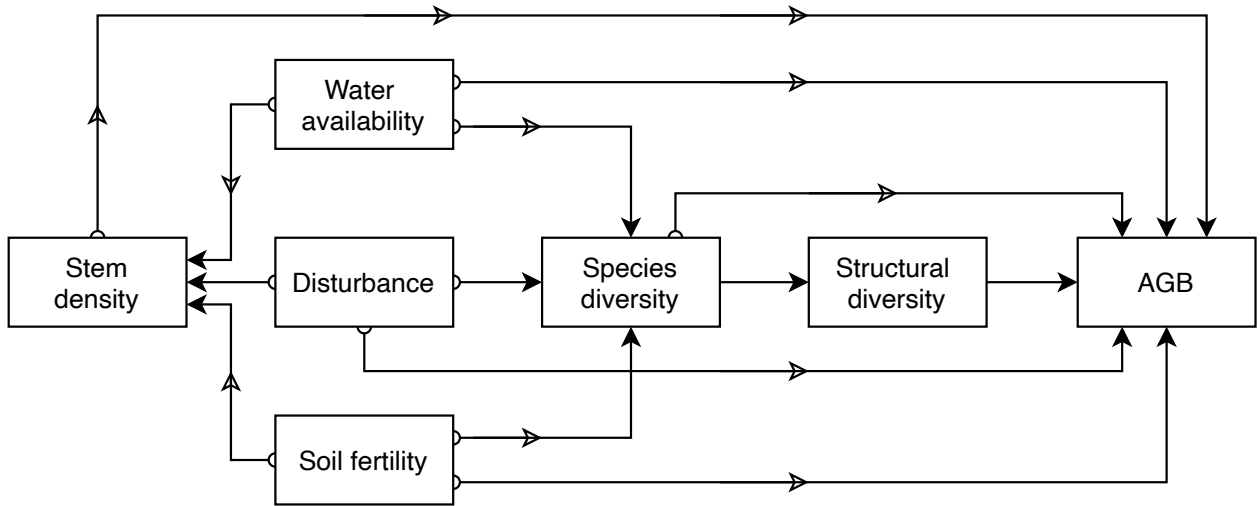 Water
availability
Stem
density
Disturbance
Species
diversity
Structural
diversity
AGB
Soil fertility